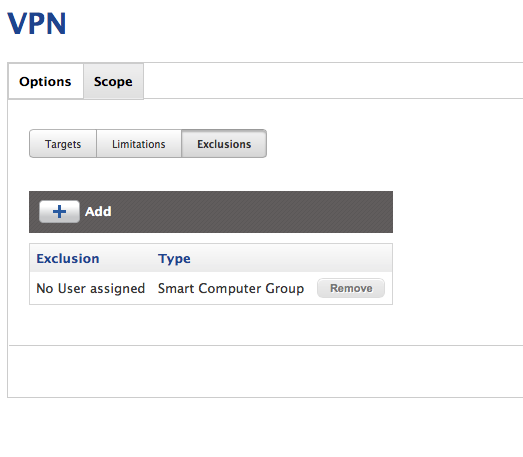 VPN
Options Scope
Targets Limitations Exclusions
Add
Exclusion Type
No User assigned Smart Computer Group Remove